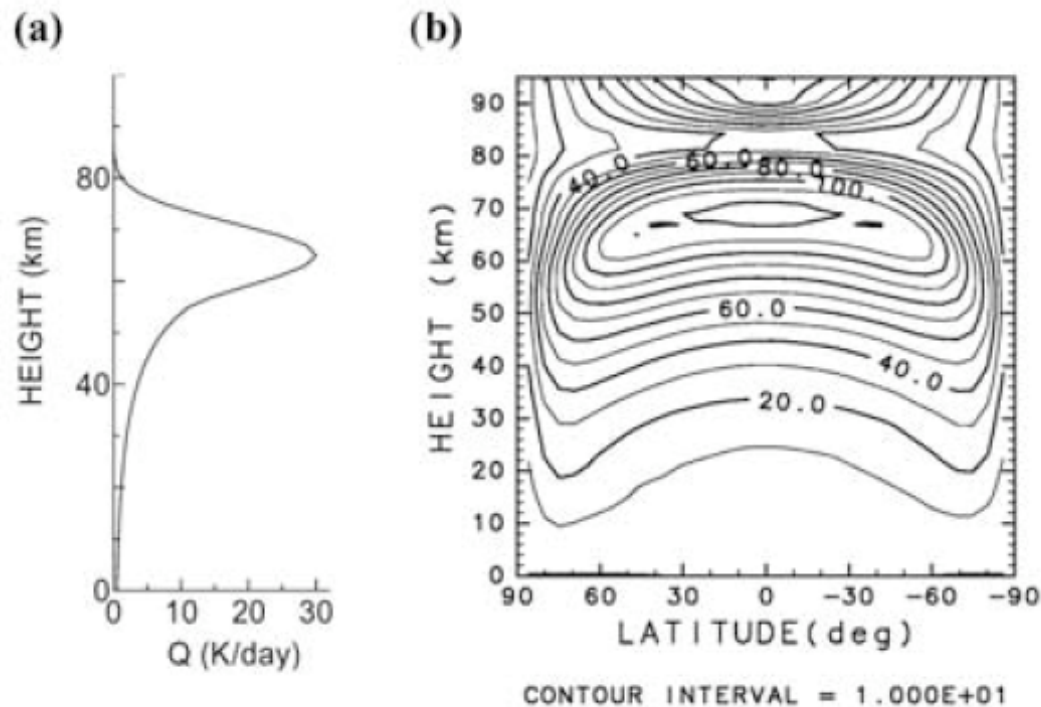 (a)
HEIGHT (km)
80
40
0
0 10 20 30
Q (K/day)
(b)
HEIGHT (km)
90
80
70
60
50
40
30
20
10
0
40.0 60.0 80.0 100.
60.0
40.0
20.0
90 60 30 0 -30 -60 -90
LATITUDE(deg)
CONTOUR INTERVAL = 1.000E+01